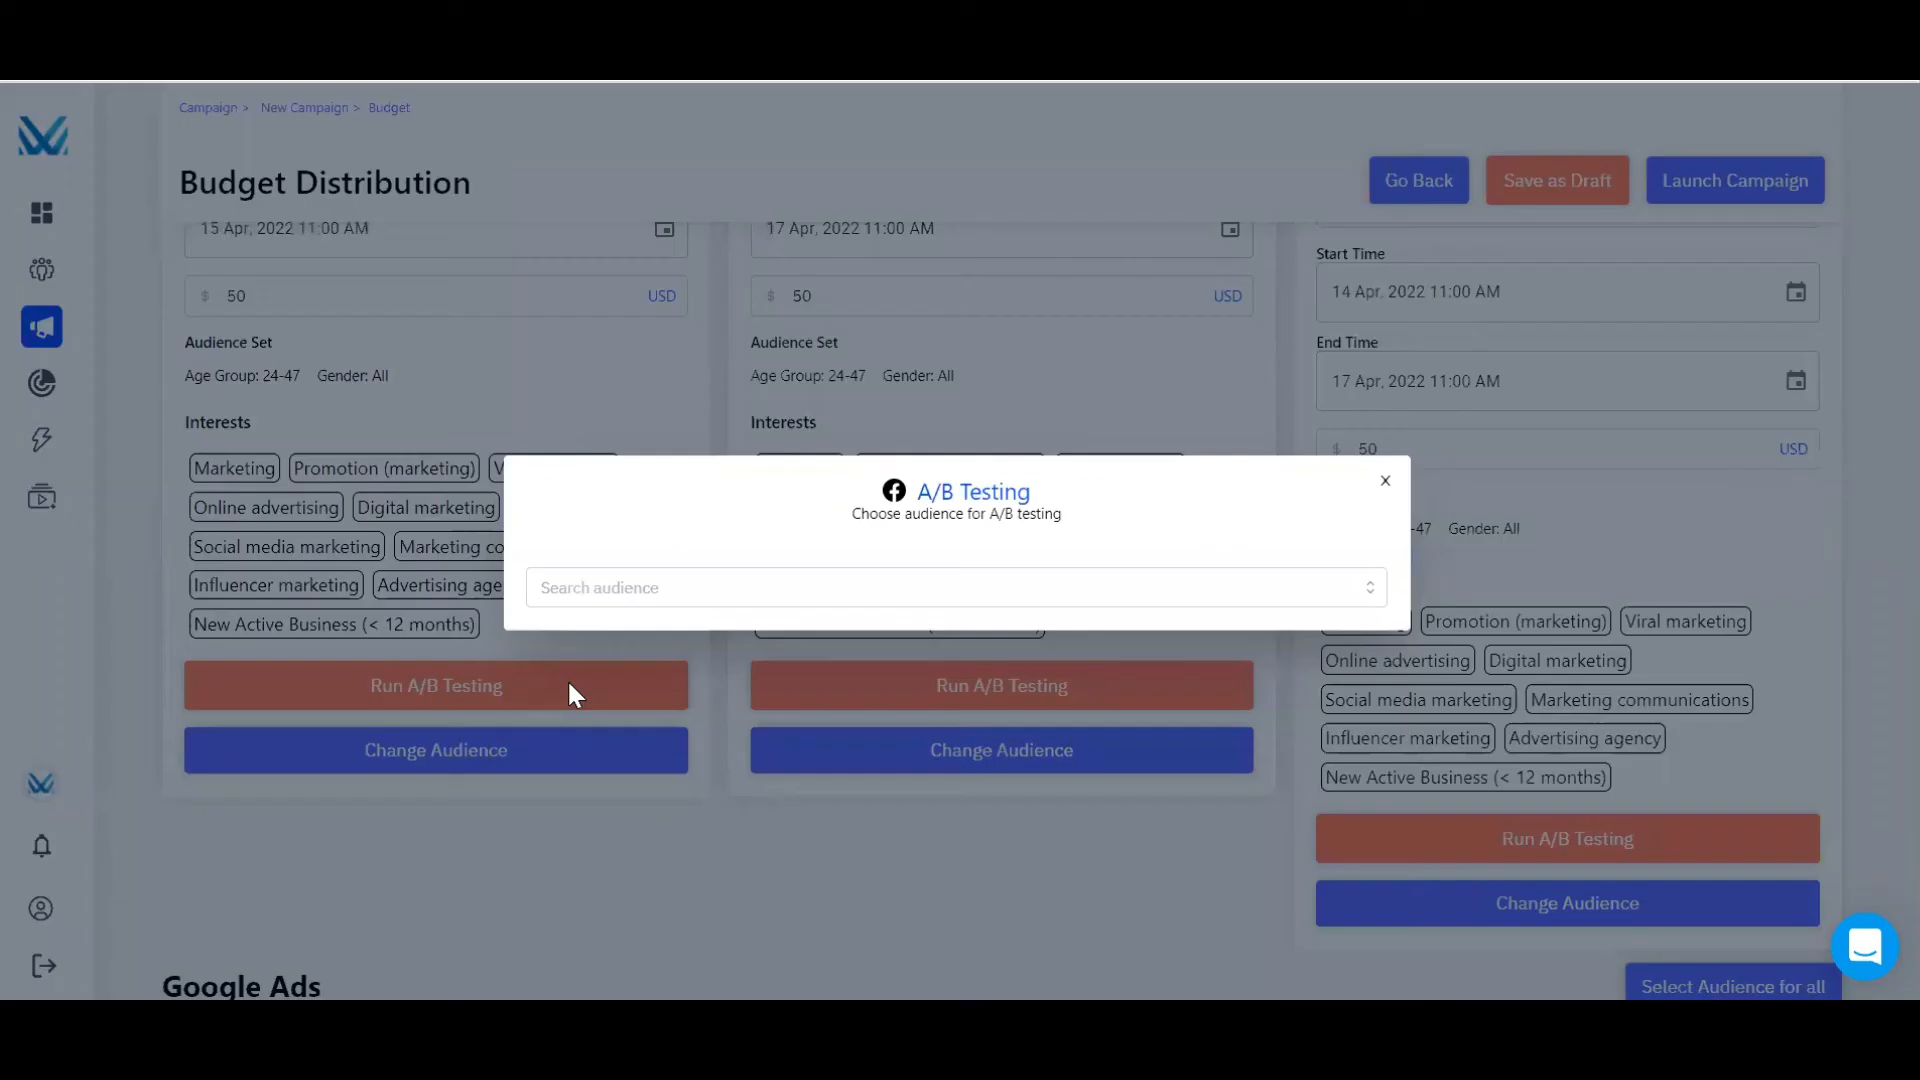 Campaign > New Campaign > Budget
Budget Distribution
Go Back
Save as Draft
Launch Campaign
15 Apr, 2022 11:00 AM
$ 50 USD
Audience Set
Age Group: 24-47 Gender: All
Interests
Marketing Promotion (marketing) V
Online advertising Digital marketing
Social media marketing Marketing co
Influencer marketing Advertising age
New Active Business (< 12 months)
Run A/B Testing
Change Audience
17 Apr, 2022 11:00 AM
$ 50 USD
Audience Set
Age Group: 24-47 Gender: All
Interests
Run A/B Testing
Change Audience
Start Time
14 Apr, 2022 11:00 AM
End Time
17 Apr, 2022 11:00 AM
$ 50 USD
-47 Gender: All
Promotion (marketing) Viral marketing
Online advertising Digital marketing
Social media marketing Marketing communications
Influencer marketing Advertising agency
New Active Business (< 12 months)
Run A/B Testing
Change Audience
A/B Testing
x
Choose audience for A/B testing
Search audience
Google Ads
Select Audience for all